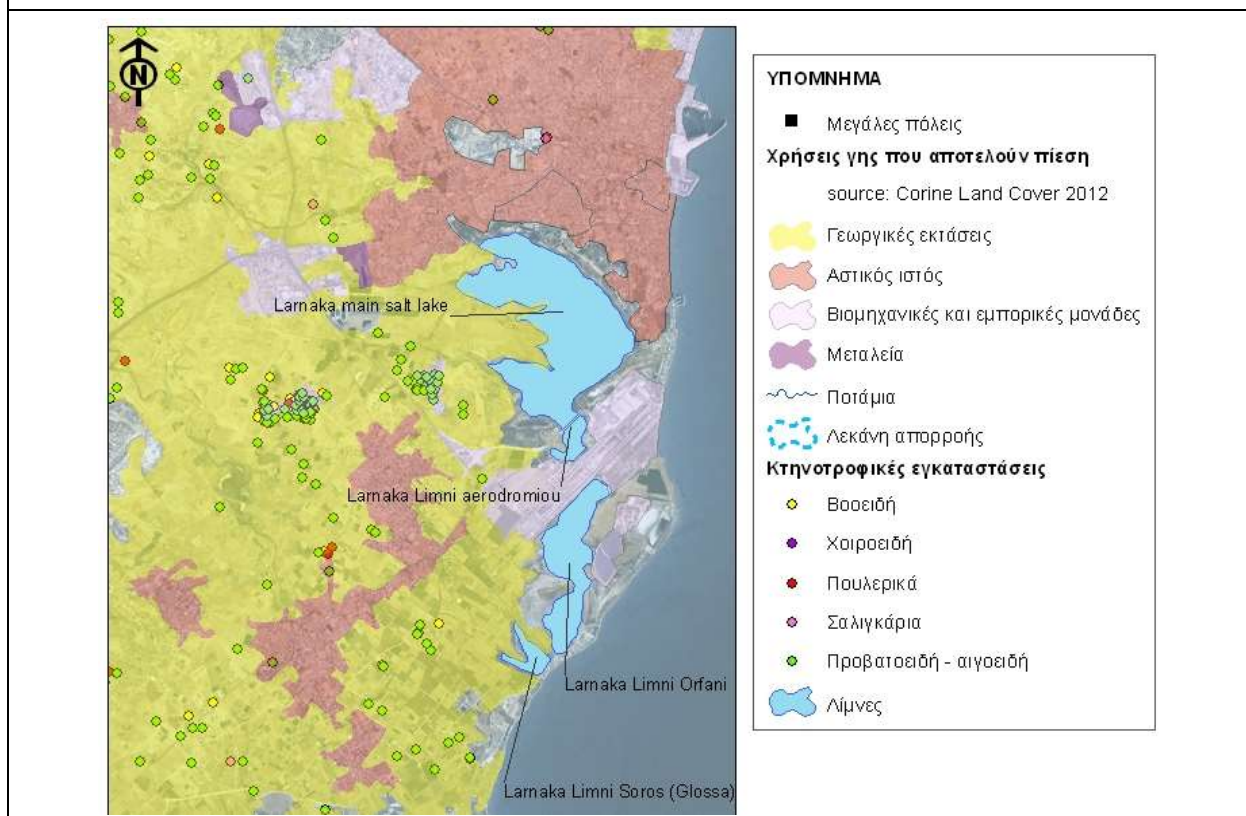 N
Larnaka main salt lake
Larnaka Limni aerodromiou
Larnaka Limni Orfani
Larnaka Limni Soros (Glossa)
ΥΠΟΜΝΗΜΑ
Μεγάλες πόλεις
Χρήσεις γης που αποτελούν πίεση
source: Corine Land Cover 2012
Γεωργικές εκτάσεις
Αστικός ιστός
Βιομηχανικές και εμπορικές μονάδες
Μεταλεία
Ποτάμια
Λεκάνη απορροής
Κτηνοτροφικές εγκαταστάσεις
Βοοειδή
Χοιροειδή
Πουλερικά
Σαλιγκάρια
Προβατοειδή - αιγοειδή
Λίμνες